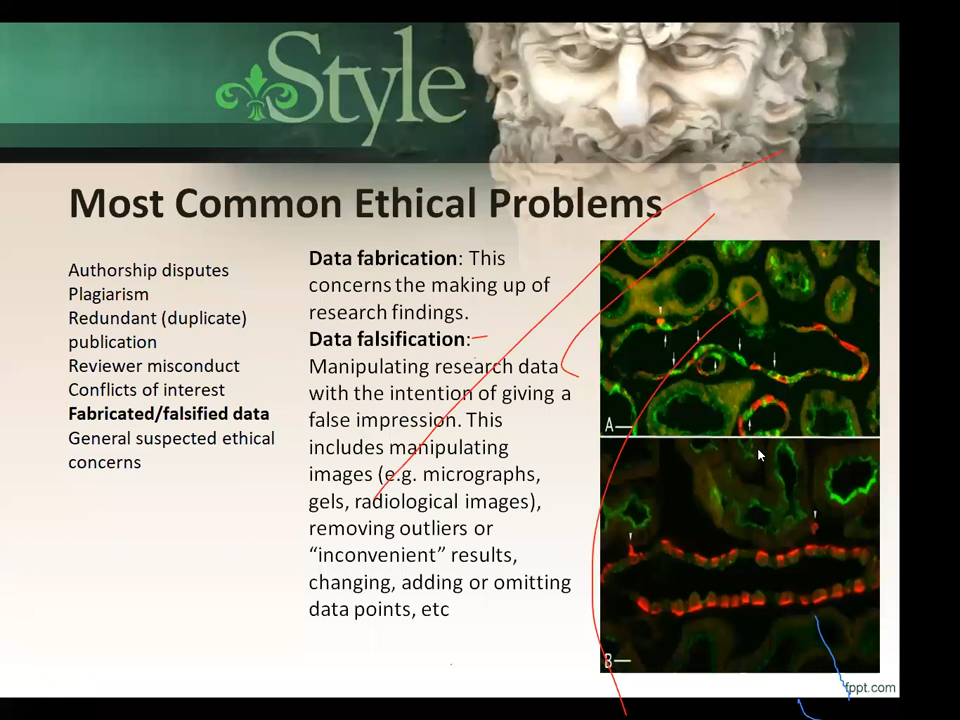 Style
Most Common Ethical Problems
Authorship disputes
Plagiarism
Redundant (duplicate)
publication
Reviewer misconduct
Conflicts of interest
Fabricated/falsified data
General suspected ethical
concerns
Data fabrication: This
concerns the making up of
research findings.
Data falsification:
Manipulating research data
with the intention of giving a
false impression. This
includes manipulating
images (e.g. micrographs,
gels, radiological images),
removing outliers or
“inconvenient” results,
changing, adding or omitting
data points, etc
A
B
fppt.com